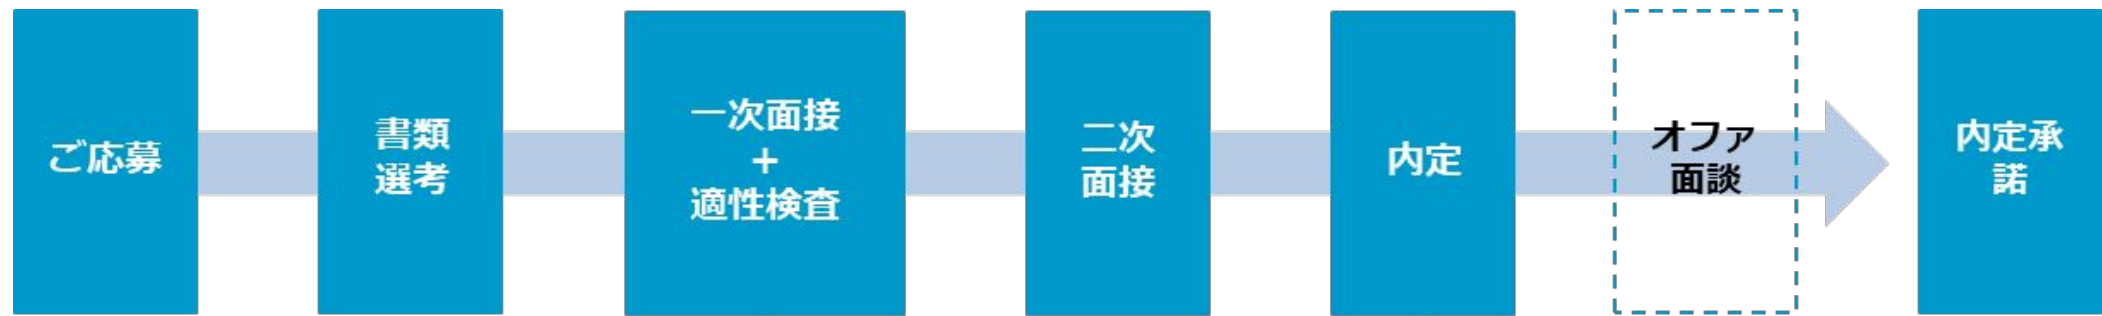 ご応募
書類
選考
一次面接
+
適性検査
二次
面接
内定
オファ
面談
内定承
諾